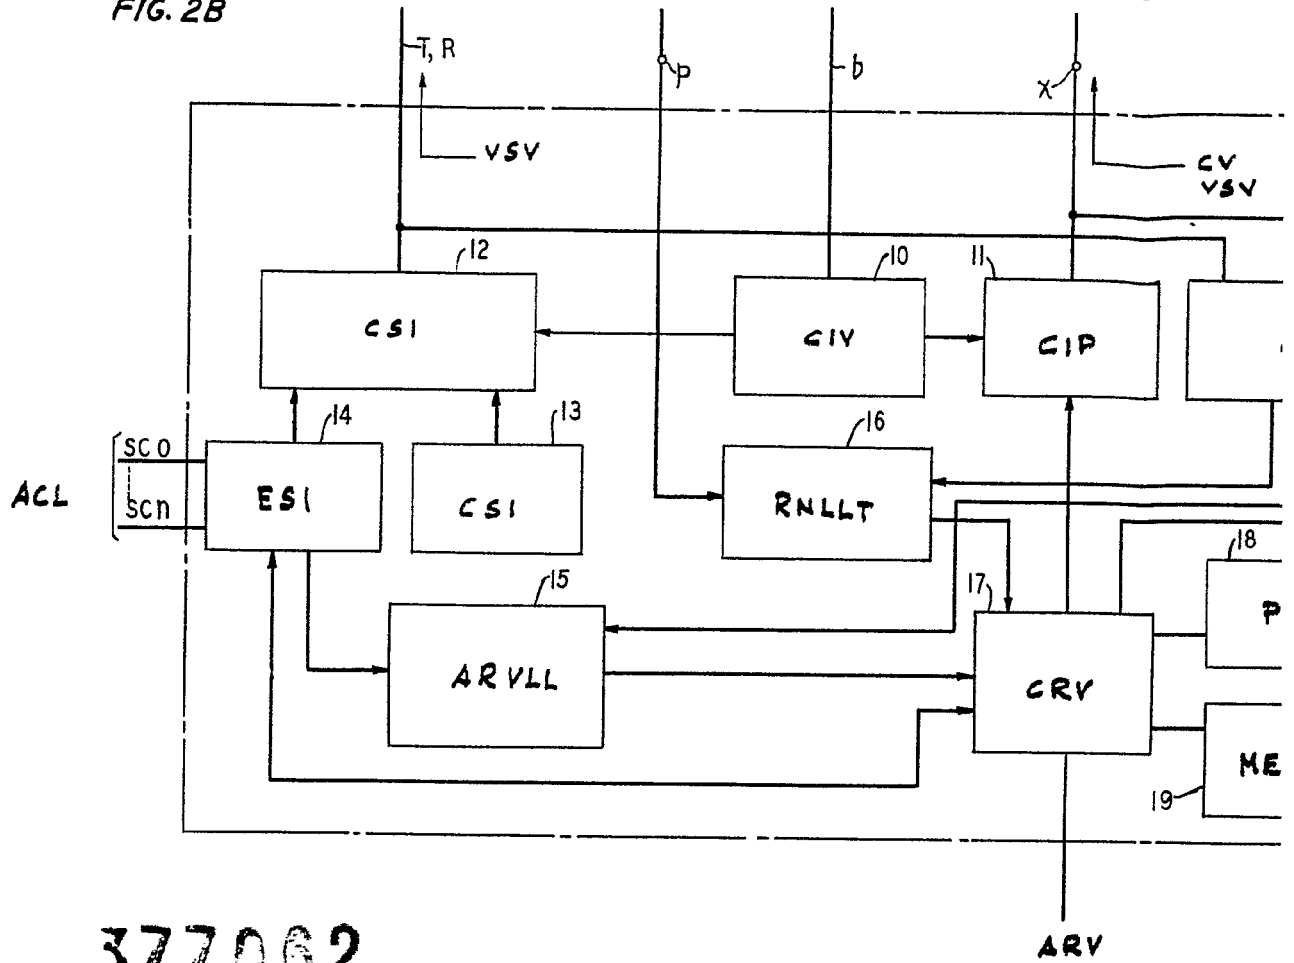 FIG. 2B
T, R
p
b
x
VSV
CV
VSV
12
10
11
CSI
CIV
CIP
14
13
16
SCO
ACL
SCn
ESI
CSI
RNLLT
18
15
17
P
ARVLL
CRV
ME
19
ARV
377062